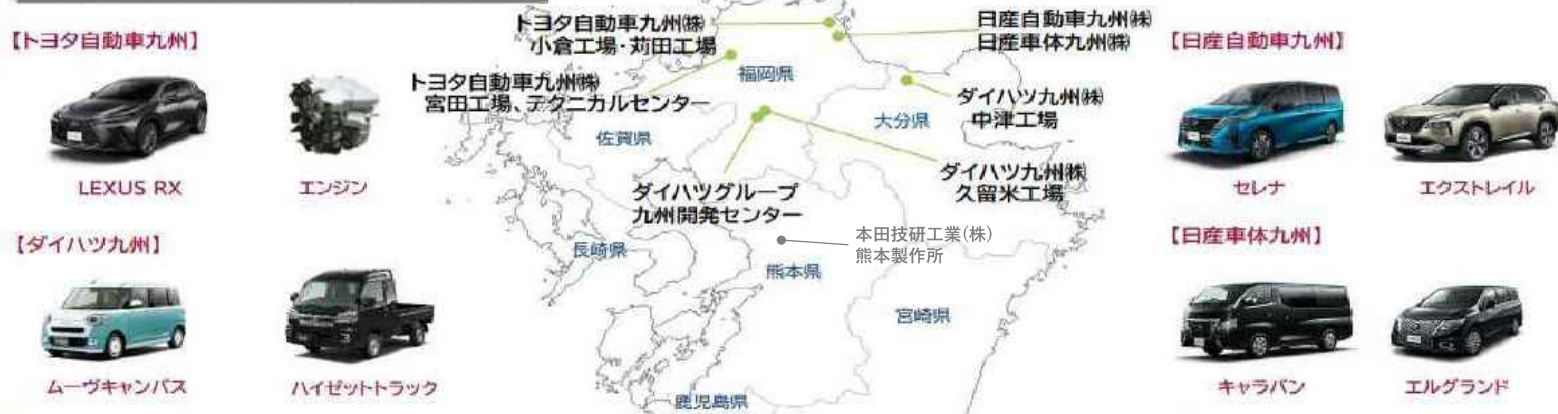 【トヨタ自動車九州】
LEXUS RX
エンジン
【ダイハツ九州】
ムーヴキャンバス
ハイゼットトラック
トヨタ自動車九州㈱
小倉工場・苅田工場
トヨタ自動車九州㈱
宮田工場、テクニカルセンター
日産自動車九州㈱
日産車体九州㈱
福岡県
ダイハツ九州㈱
中津工場
大分県
佐賀県
ダイハツ九州㈱
久留米工場
ダイハツグループ
九州開発センター
本田技研工業(株)
熊本製作所
長崎県
熊本県
宮崎県
鹿児島県
【日産自動車九州】
セレナ
エクストレイル
【日産車体九州】
キャラバン
エルグランド